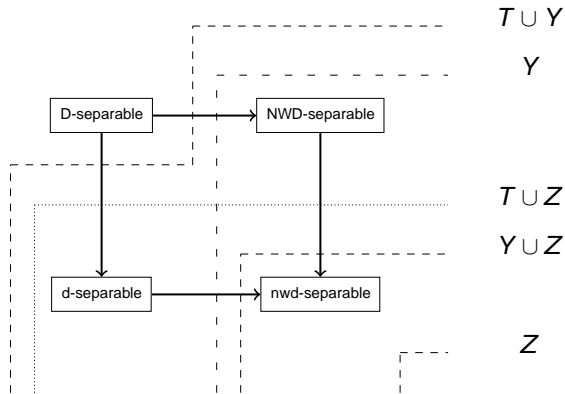 T ∪ Y
Y
D-separable
NWD-separable
T ∪ Z
Y ∪ Z
d-separable
nwd-separable
Z